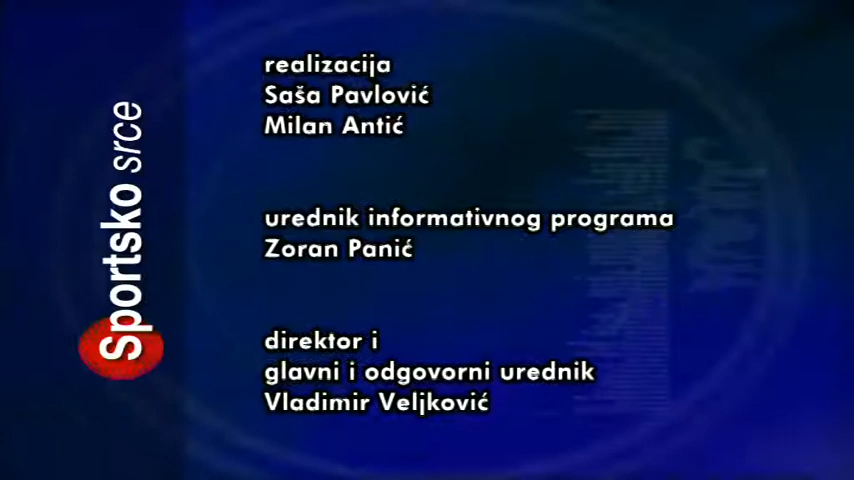 Sportsko srce
realizacija
Saša Pavlović
Milan Antić
urednik informativnog programa
Zoran Panić
direktor i
glavni i odgovorni urednik
Vladimir Veljković